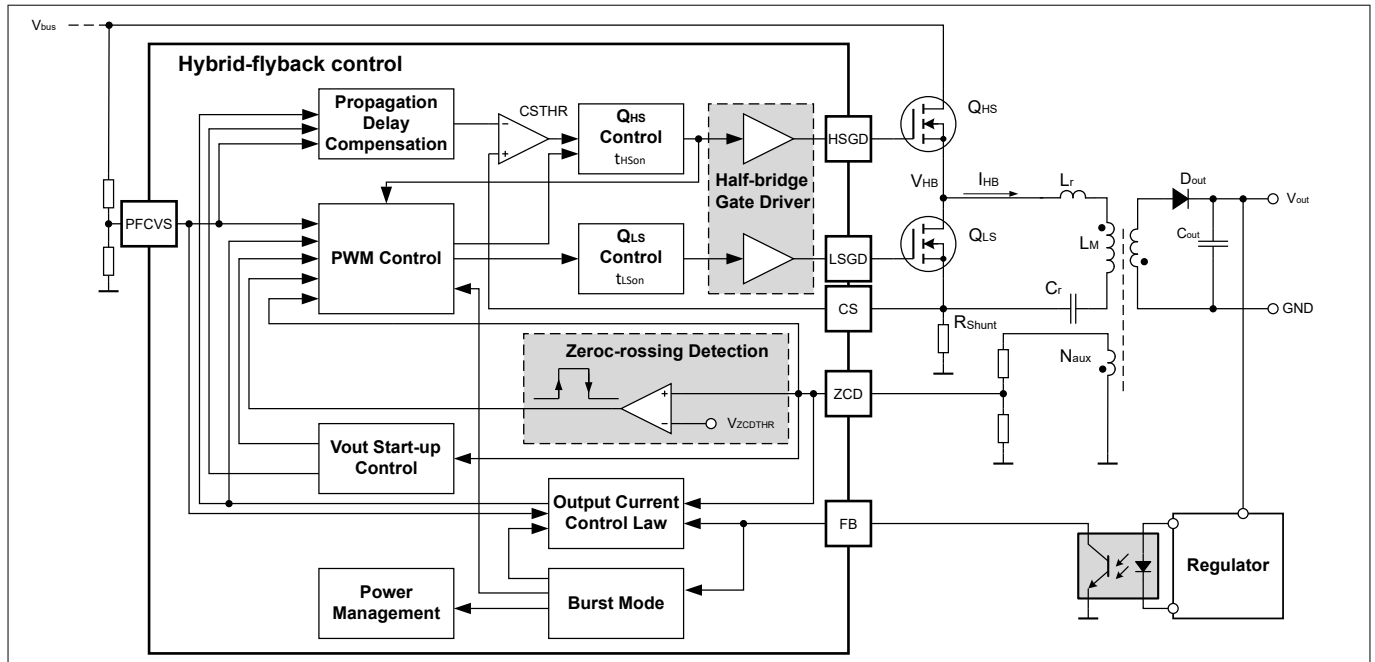 Vbus
Hybrid-flyback control
Propagation
Delay
Compensation
CSTHR
−
+
QHS
Control
tHSon
HSGD
QHS
Half-bridge
Gate Driver
VHB
IHB
Lr
Dout
Vout
PFCVS
PWM Control
QLS
Control
tLSon
LSGD
QLS
LM
Cout
CS
Cr
GND
RShunt
Zeroc-rossing Detection
Naux
+
−
VZCDTHR
ZCD
Vout Start-up
Control
Output Current
Control Law
FB
Regulator
Power
Management
Burst Mode